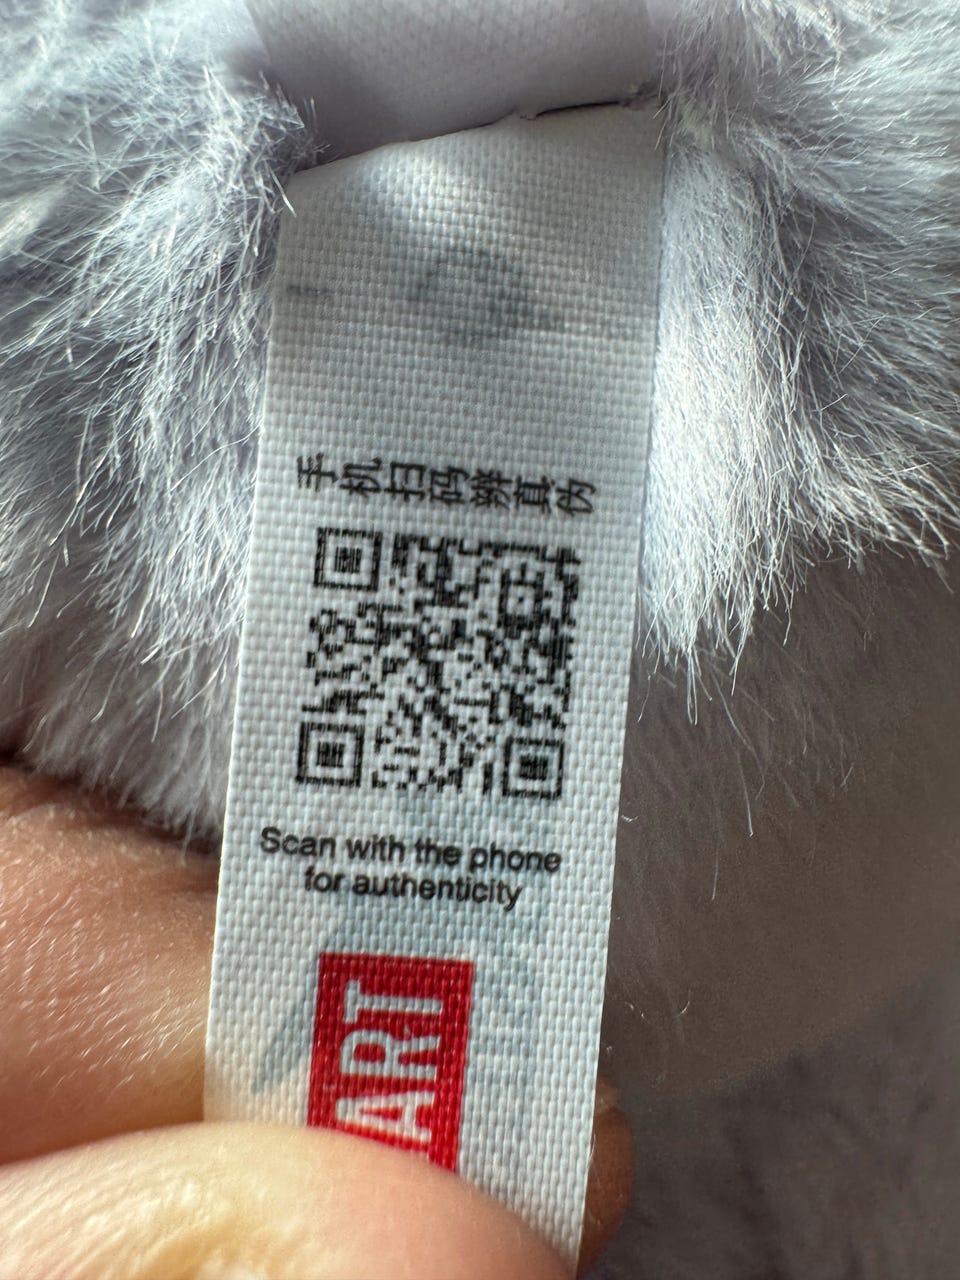 手机扫码辨真伪
Scan with the phone
for authenticity
ART